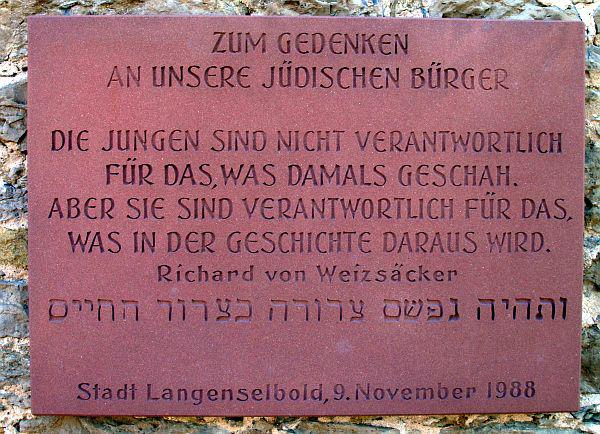 ZUM GEDENKEN
AN UNSERE JÜDISCHEN BÜRGER
DIE JUNGEN SIND NICHT VERANTWORTLICH
FÜR DAS, WAS DAMALS GESCHAH.
ABER SIE SIND VERANTWORTLICH FÜR DAS,
WAS IN DER GESCHICHTE DARAUS WIRD.
Richard von Weizsäcker
ותהיה נפשם צרורה בצרור החיים
Stadt Langenselbold, 9. November 1988